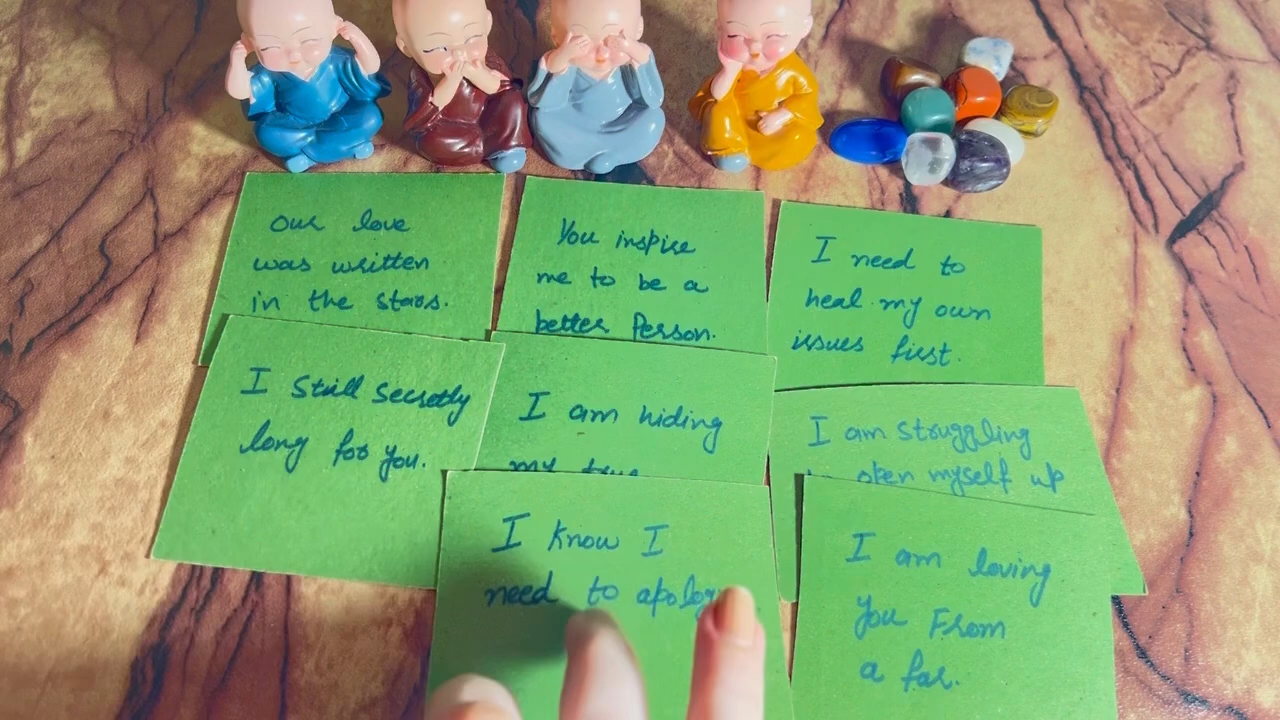 Our love
was written
in the stars.
You inspire
me to be a
better Person.
I need to
heal my own
issues first.
I Still Secretly
long for you.
I am hiding
my true
I am Struggling
open myself up
I Know I
need to
I am loving
you From
a far.